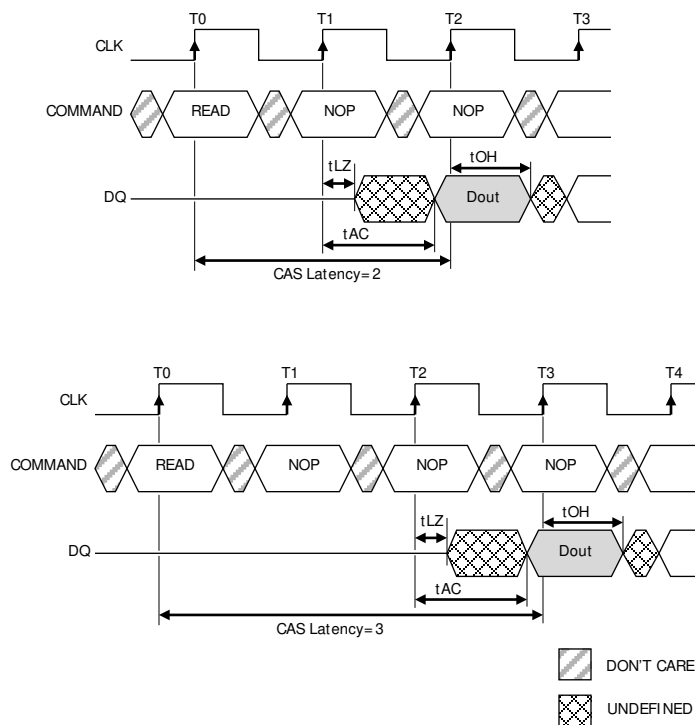 T0 T1 T2 T3
CLK
COMMAND READ NOP NOP
tLZ tOH
DQ Dout
tAC
CAS Latency=2
T0 T1 T2 T3 T4
CLK
COMMAND READ NOP NOP NOP
tLZ tOH
DQ Dout
tAC
CAS Latency=3
DON'T CARE
UNDEFINED